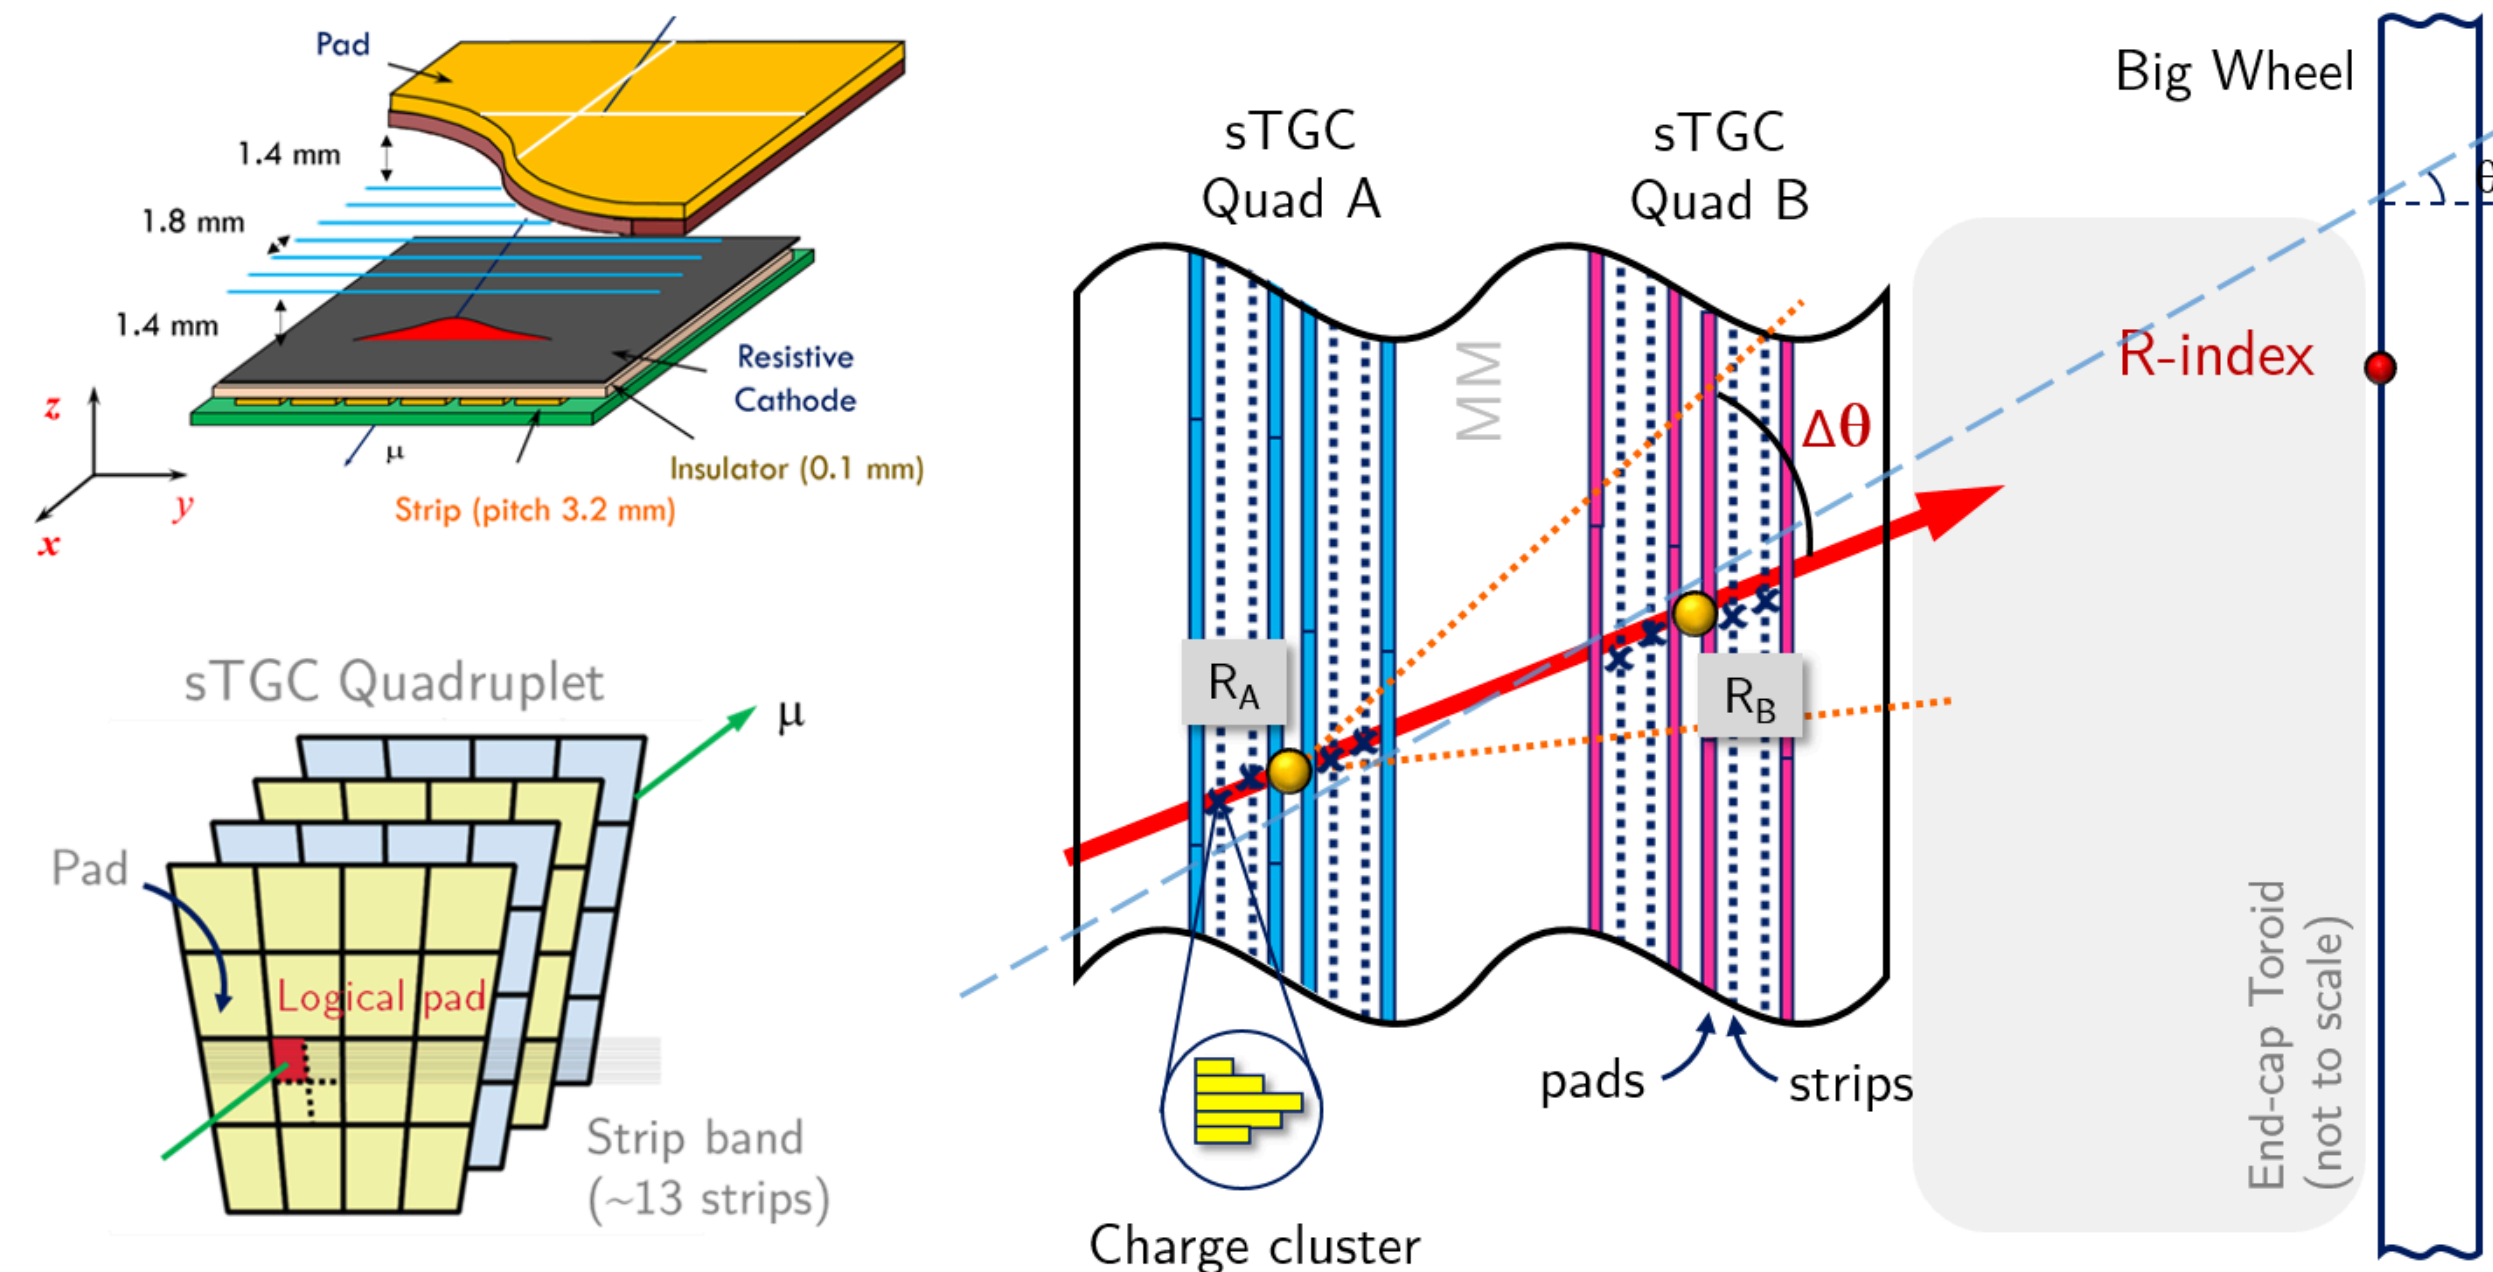 Pad
1.4 mm
1.8 mm
1.4 mm
Resistive
Cathode
Insulator (0.1 mm)
Strip (pitch 3.2 mm)
μ
z
y
x
sTGC Quadruplet
μ
Pad
Logical pad
Strip band
(~13 strips)
sTGC
Quad A
sTGC
Quad B
Big Wheel
θ
MM
R-index
Δθ
R_A
R_B
pads
strips
Charge cluster
End-cap Toroid
(not to scale)